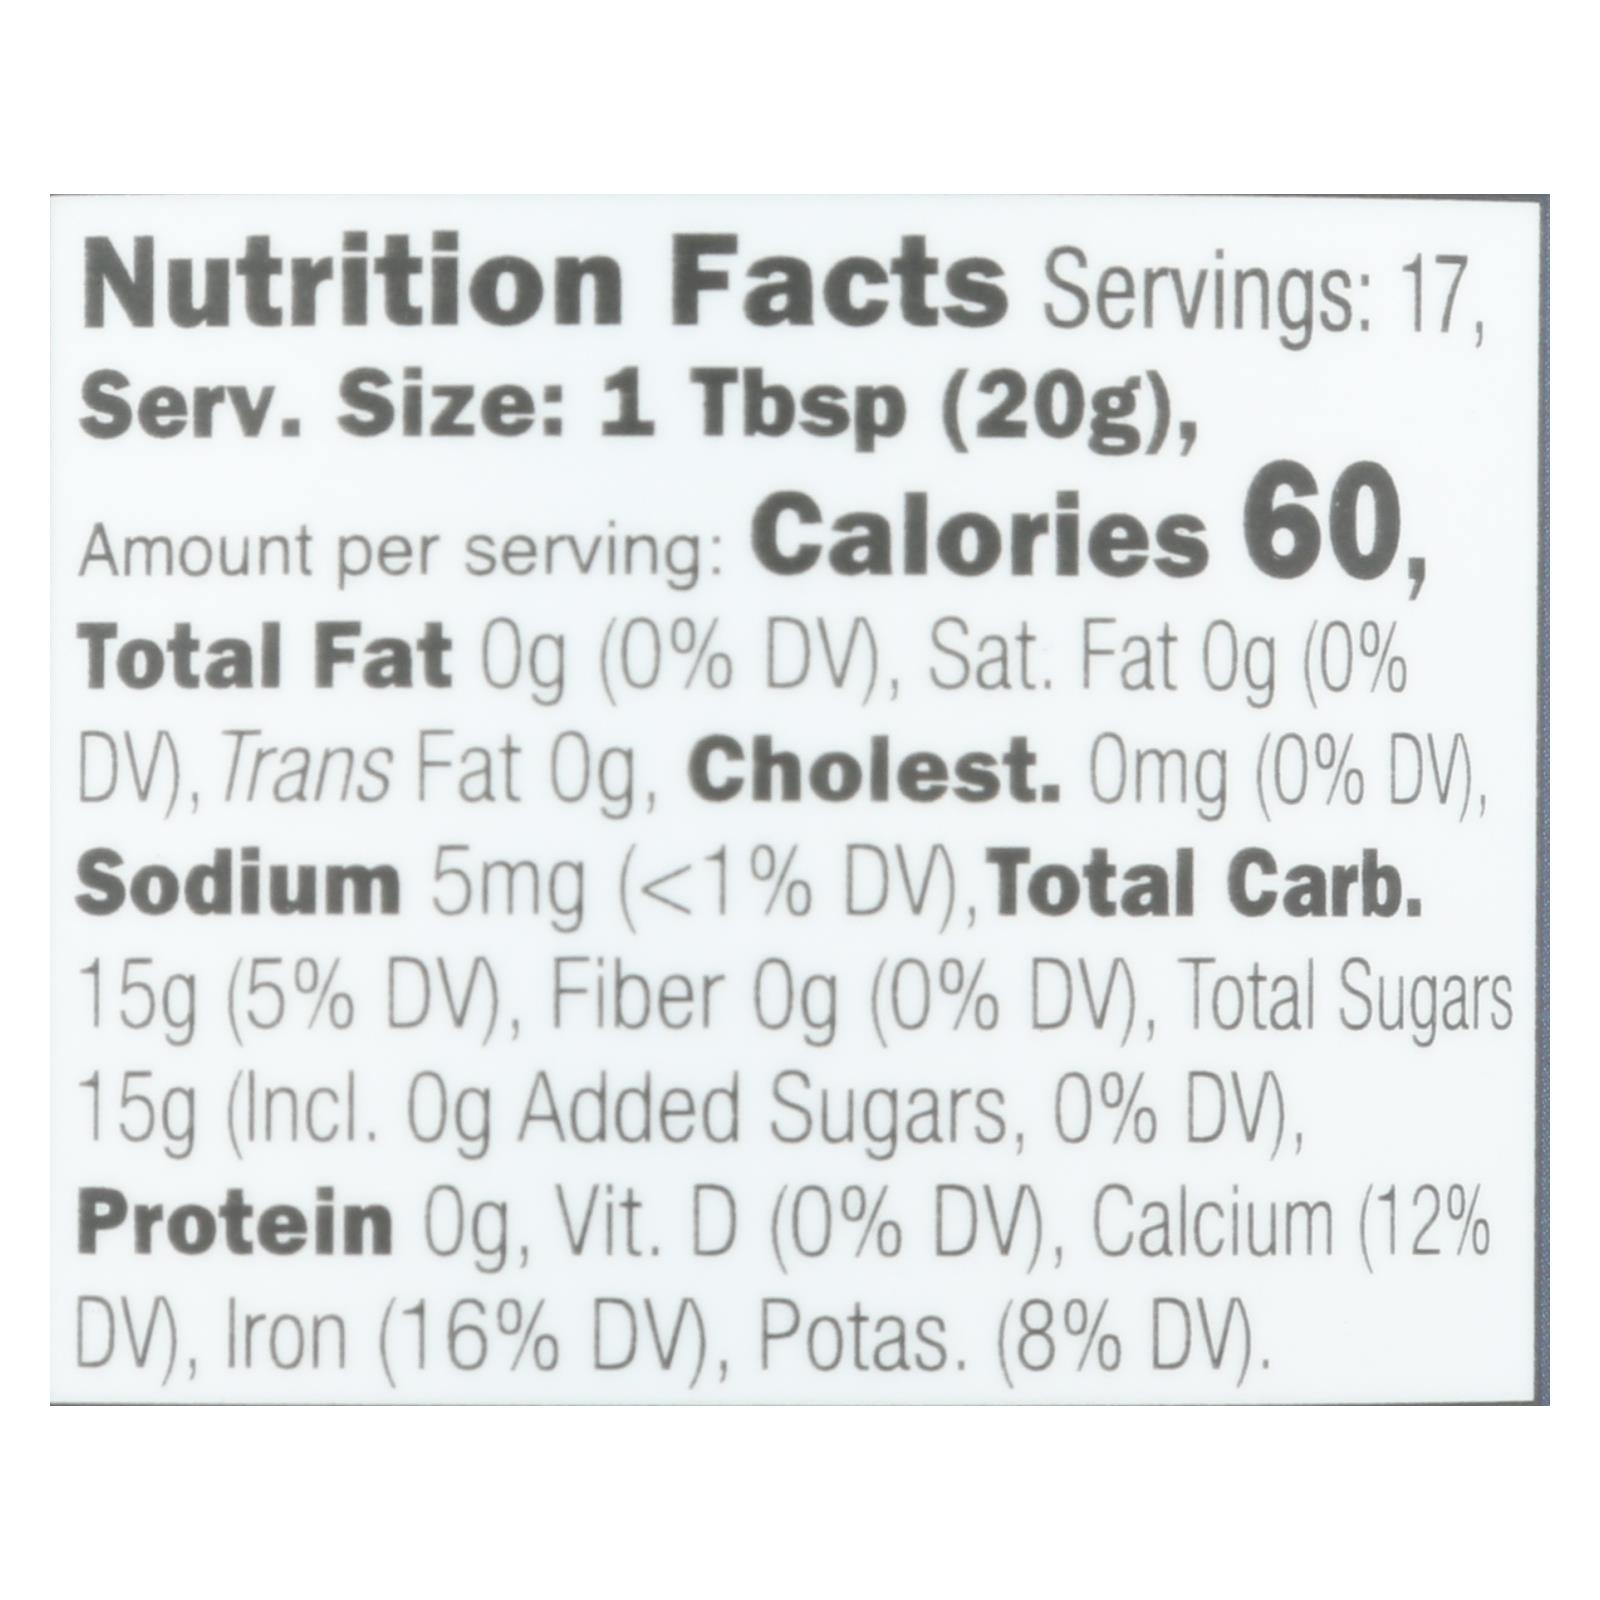 Nutrition Facts Servings: 17,
Serv. Size: 1 Tbsp (20g),
Amount per serving: Calories 60,
Total Fat 0g (0% DV), Sat. Fat 0g (0%
DV), Trans Fat 0g, Cholest. 0mg (0% DV),
Sodium 5mg (<1% DV), Total Carb.
15g (5% DV), Fiber 0g (0% DV), Total Sugars
15g (Incl. 0g Added Sugars, 0% DV),
Protein 0g, Vit. D (0% DV), Calcium (12%
DV), Iron (16% DV), Potas. (8% DV).